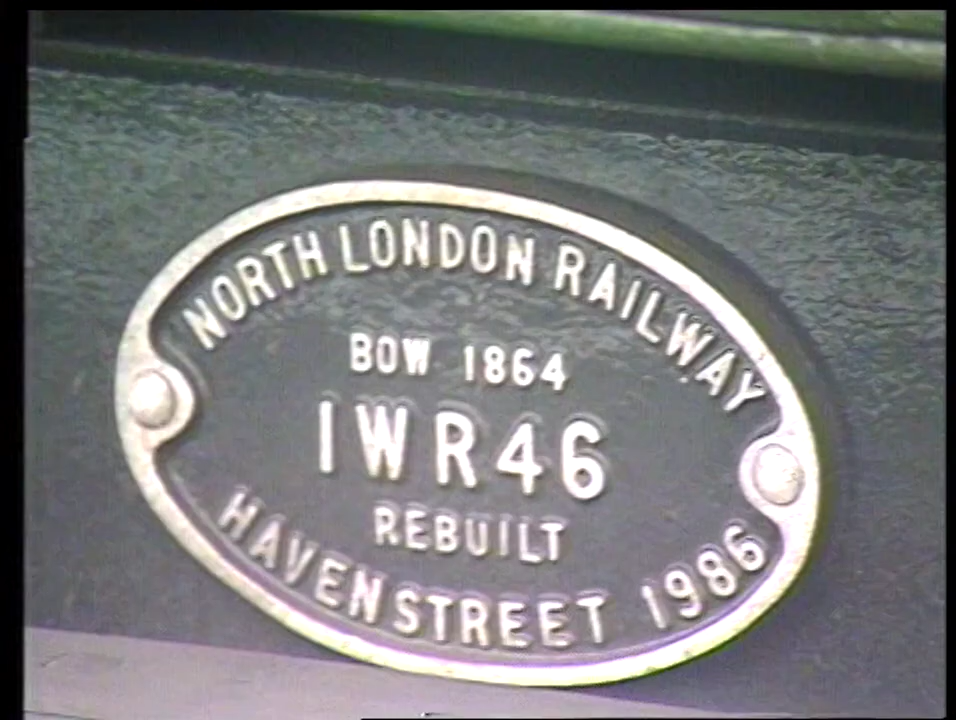 NORTH LONDON RAILWAY
BOW 1864
IWR46
REBUILT
HAVENSTREET 1986